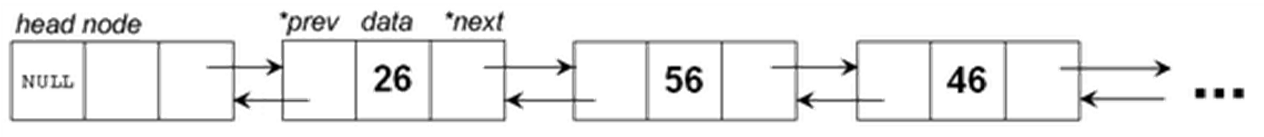 head node *prev data *next
NULL 26 56 46 ...